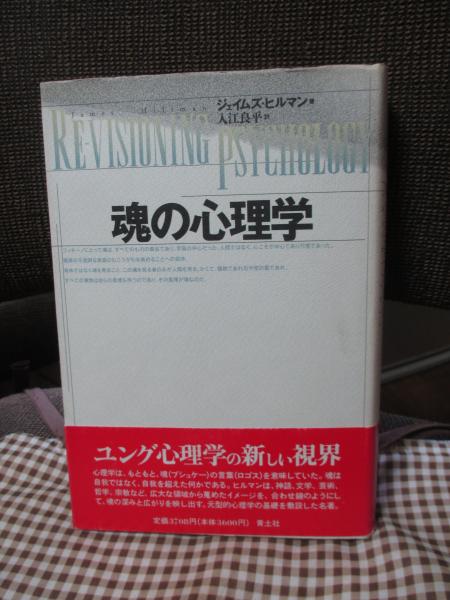 ジェイムズ・ヒルマン著
James Hillman
入江良平訳
RE-VISIONING PSYCHOLOGY
魂の心理学
ユング心理学の新しい視界
心理学は、もともと、魂(プシュケー)の言葉(ロゴス)を意味していた。魂は
自我ではなく、自我を超えた何かである。ヒルマンは、神話、文学、芸術、
哲学、宗教など、広大な領域から蒐めたイメージを、合わせ鏡のようにし
て、魂の深みと広がりを映し出す。元型的心理学の基礎を敷設した名著。
定価3708円(本体3600円) 青土社